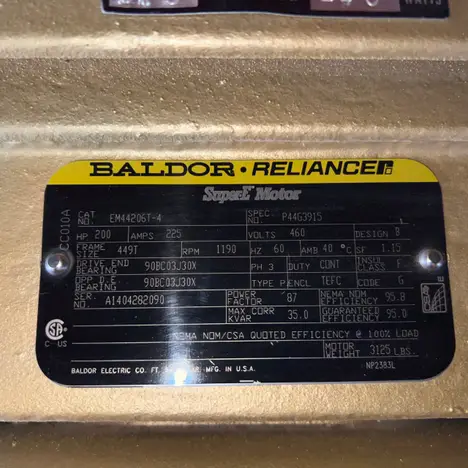 WATTS
BALDOR · RELIANCE
Super-E Motor
CC010A
CAT. NO. EM44206T-4 SPEC. P44G3915
HP 200 AMPS 225 VOLTS 460 DESIGN B
FRAME SIZE 449T RPM 1190 HZ 60 AMB 40 °C SF 1.15
DRIVE END BEARING 90BC03J30X PH 3 DUTY CONT INSUL. CLASS F
OPP D.E. BEARING 90BC03J30X TYPE P ENCL TEFC CODE G
SER. NO. A1404282090 POWER FACTOR 87 NEMA NOM EFFICIENCY 95.8
MAX CORR KVAR 35.0 GUARANTEED EFFICIENCY 95.0
NEMA NOM/CSA QUOTED EFFICIENCY @ 100% LOAD
MOTOR WEIGHT 3125 LBS.
C US
BALDOR ELECTRIC CO. FT. MFG. IN U.S.A. NP2383L